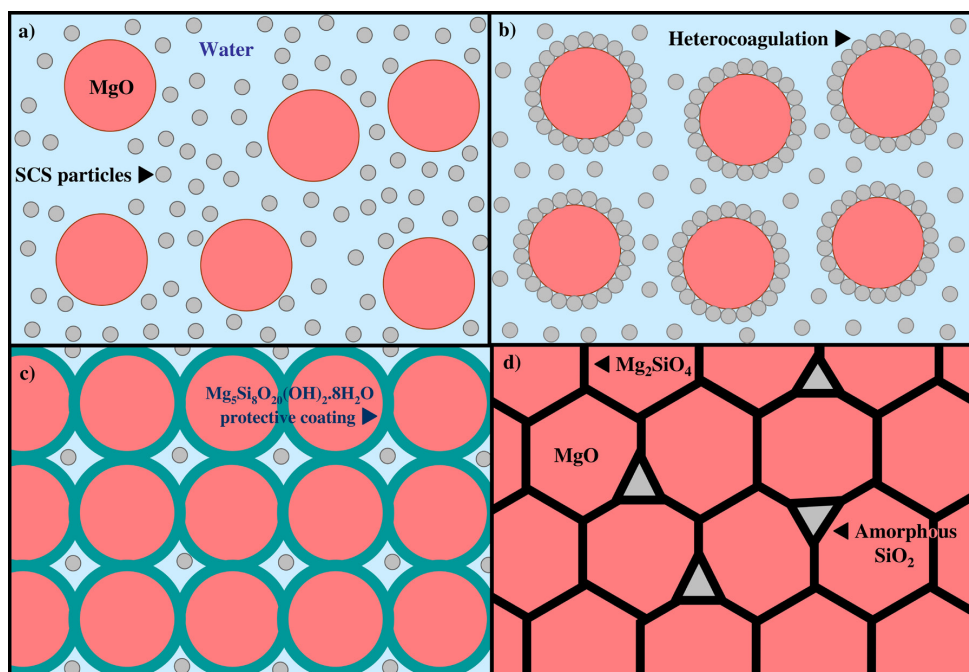 a)
Water
MgO
SCS particles ►
b)
Heterocoagulation ►
c)
Mg₅Si₈O₂₀(OH)₂.8H₂O
protective coating ►
d)
◄ Mg₂SiO₄
MgO
◄ Amorphous
SiO₂